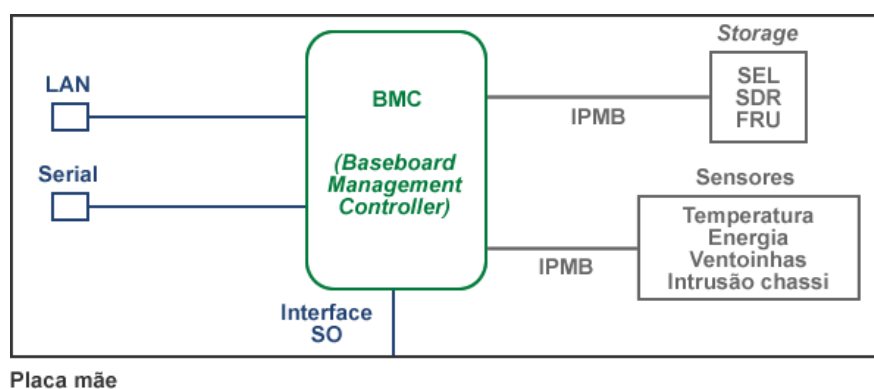 Storage
LAN
BMC
SEL
SDR
FRU
IPMB
Serial
(Baseboard
Management
Controller)
Sensores
Temperatura
Energia
Ventoinhas
Intrusão chassi
IPMB
Interface
SO
Placa mãe